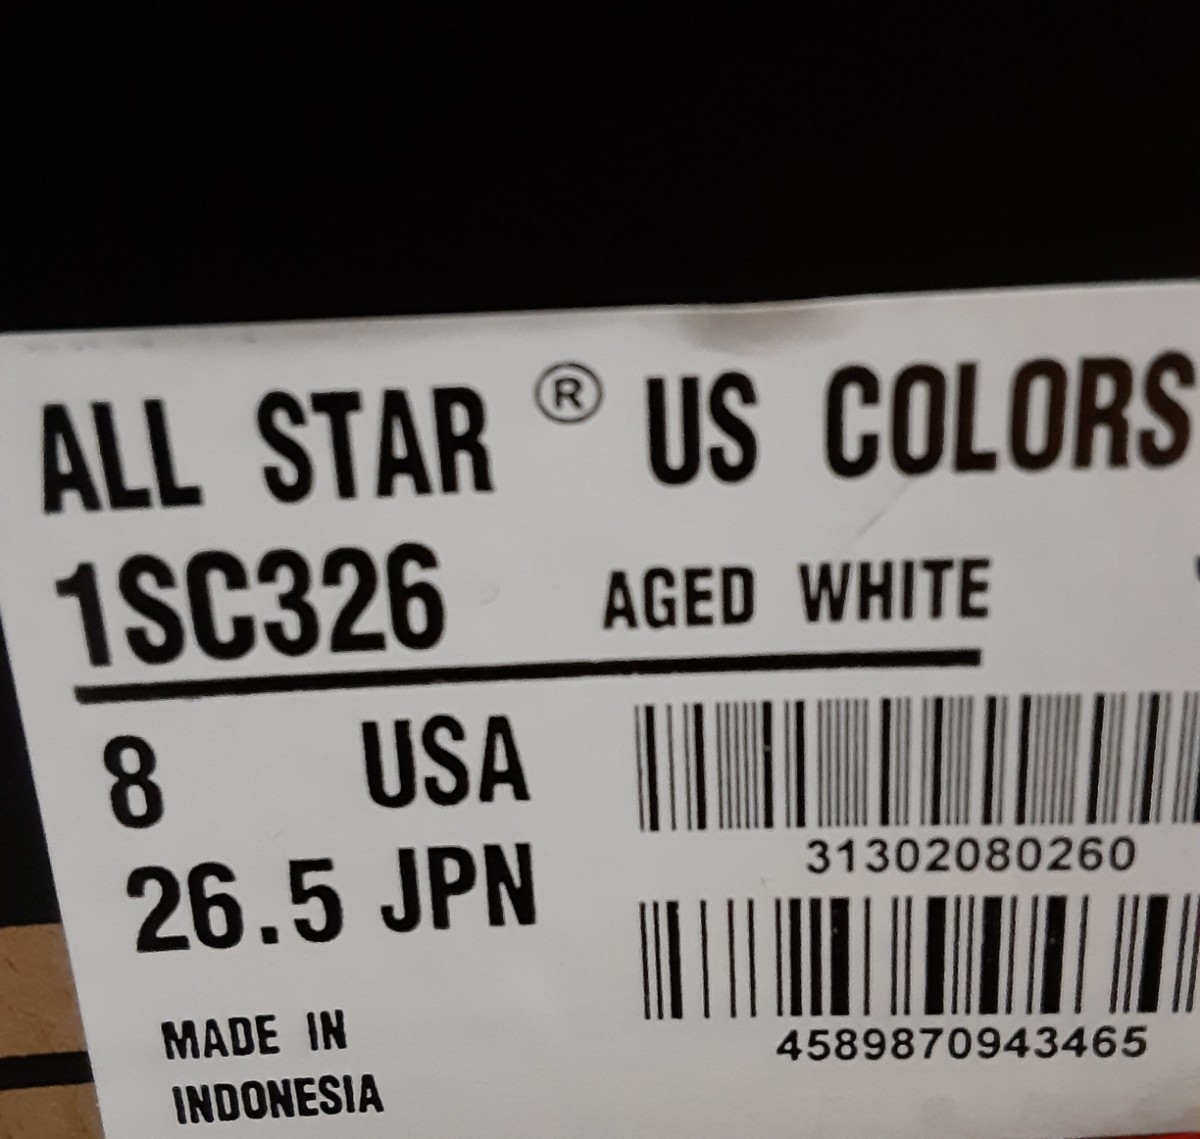 ALL STAR ® US COLORS
1SC326 AGED WHITE
8 USA
26.5 JPN
31302080260
4589870943465
MADE IN
INDONESIA